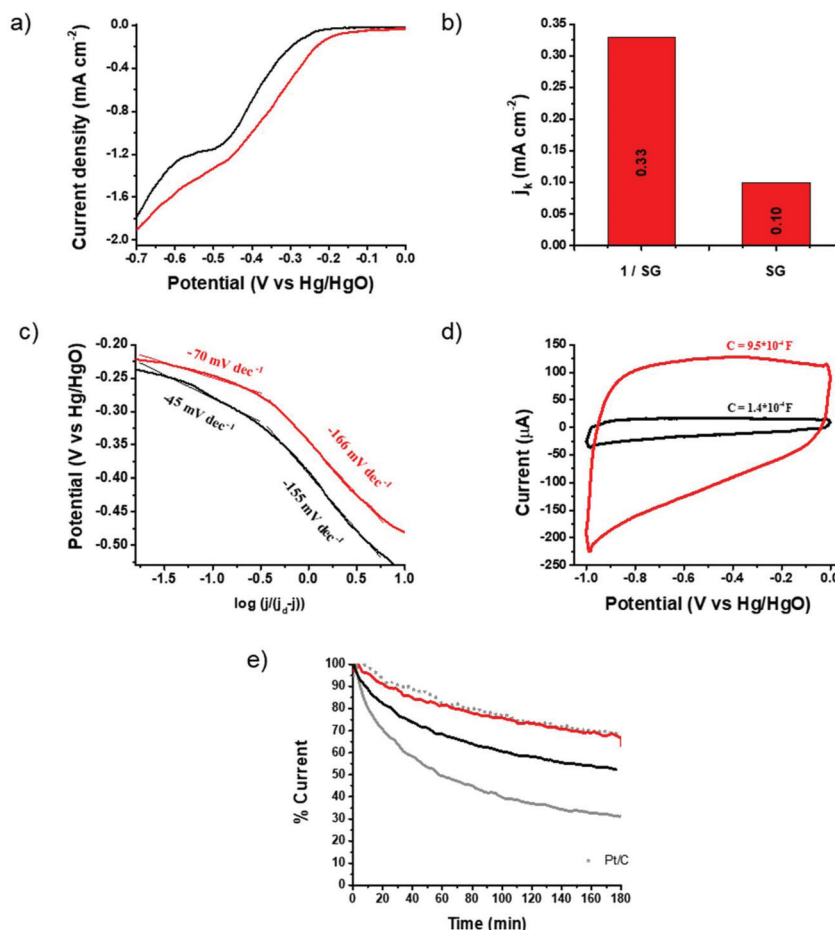 a)
Current density (mA cm⁻²)
0.0
-0.4
-0.8
-1.2
-1.6
-2.0
-0.7 -0.6 -0.5 -0.4 -0.3 -0.2 -0.1 0.0
Potential (V vs Hg/HgO)
b)
jₖ (mA cm⁻²)
0.35
0.30
0.25
0.20
0.15
0.10
0.05
0.00
0.33
0.10
1 / SG SG
c)
Potential (V vs Hg/HgO)
-0.20
-0.25
-0.30
-0.35
-0.40
-0.45
-0.50
-70 mV dec⁻¹
-45 mV dec⁻¹
-166 mV dec⁻¹
-155 mV dec⁻¹
-1.5 -1.0 -0.5 0.0 0.5 1.0
log (j/(j_d-j))
d)
Current (μA)
150
100
50
0
-50
-100
-150
-200
-250
C = 9.5*10⁻⁴ F
C = 1.4*10⁻⁴ F
-1.0 -0.8 -0.6 -0.4 -0.2 0.0
Potential (V vs Hg/HgO)
e)
% Current
100
90
80
70
60
50
40
30
20
10
0
Pt/C
0 20 40 60 80 100 120 140 160 180
Time (min)